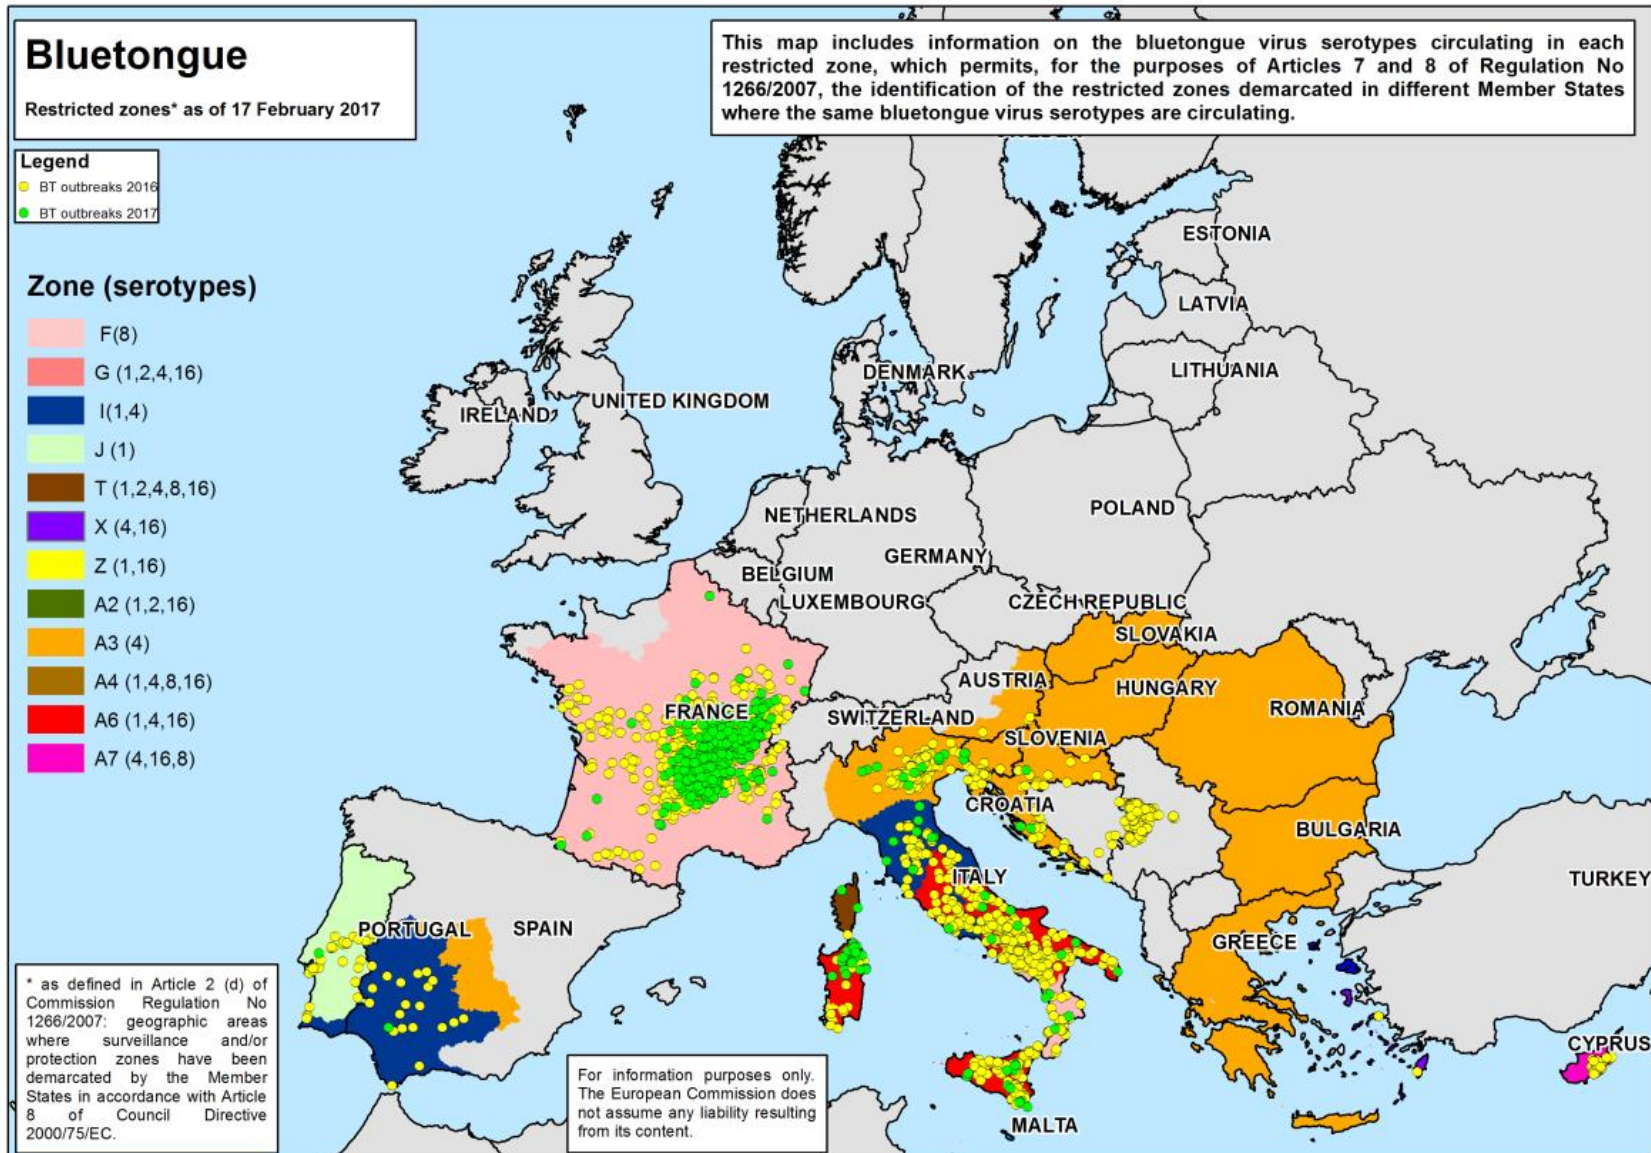 Bluetongue
Restricted zones* as of 17 February 2017
This map includes information on the bluetongue virus serotypes circulating in each
restricted zone, which permits, for the purposes of Articles 7 and 8 of Regulation No
1266/2007, the identification of the restricted zones demarcated in different Member States
where the same bluetongue virus serotypes are circulating.
Legend
BT outbreaks 2016
BT outbreaks 2017
Zone (serotypes)
F(8)
G (1,2,4,16)
I(1,4)
J (1)
T (1,2,4,8,16)
X (4,16)
Z (1,16)
A2 (1,2,16)
A3 (4)
A4 (1,4,8,16)
A6 (1,4,16)
A7 (4,16,8)
ESTONIA
LATVIA
LITHUANIA
DENMARK
IRELAND
UNITED KINGDOM
POLAND
NETHERLANDS
GERMANY
BELGIUM
LUXEMBOURG
CZECH REPUBLIC
SLOVAKIA
AUSTRIA
HUNGARY
ROMANIA
FRANCE
SWITZERLAND
SLOVENIA
CROATIA
BULGARIA
ITALY
TURKEY
PORTUGAL
SPAIN
GREECE
CYPRUS
MALTA
* as defined in Article 2 (d) of
Commission Regulation No
1266/2007: geographic areas
where surveillance and/or
protection zones have been
demarcated by the Member
States in accordance with Article
8 of Council Directive
2000/75/EC.
For information purposes only.
The European Commission does
not assume any liability resulting
from its content.